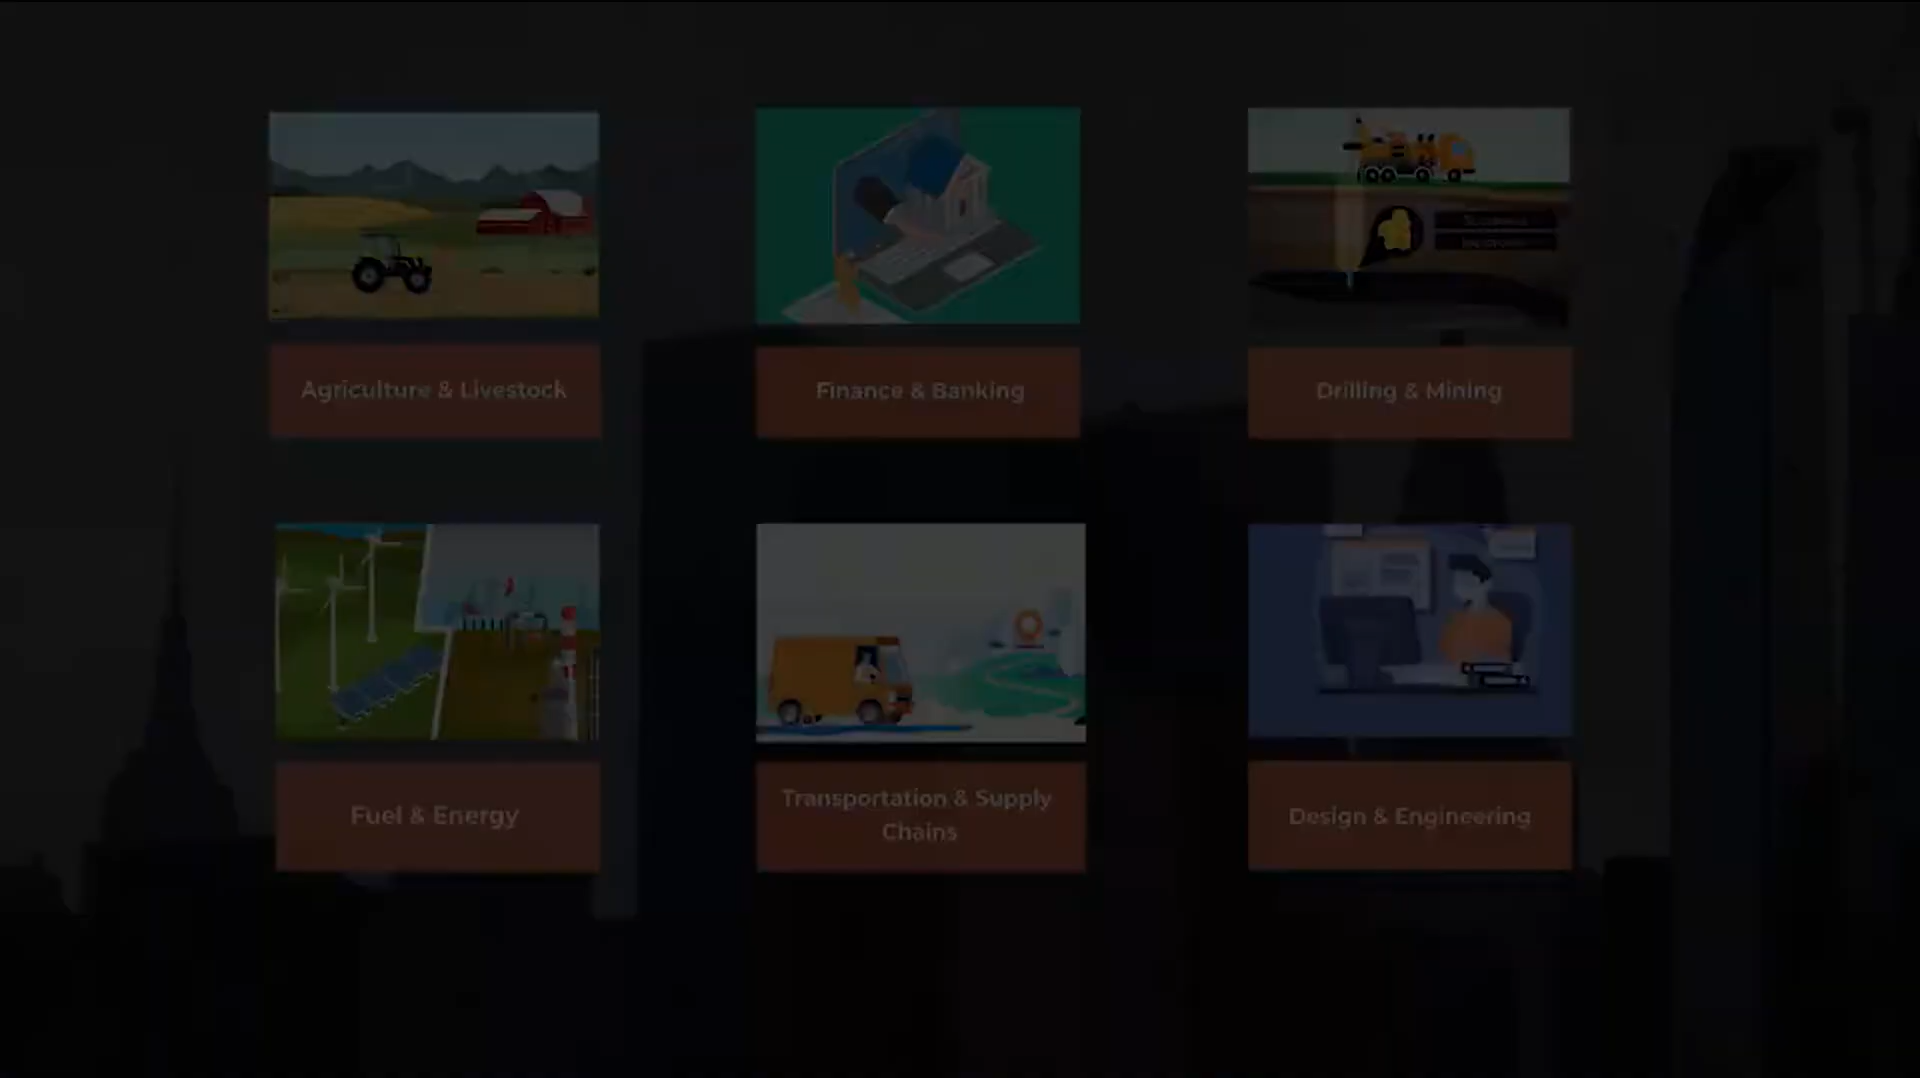 Agriculture & Livestock
Finance & Banking
Drilling & Mining
Fuel & Energy
Transportation & Supply
Chains
Design & Engineering